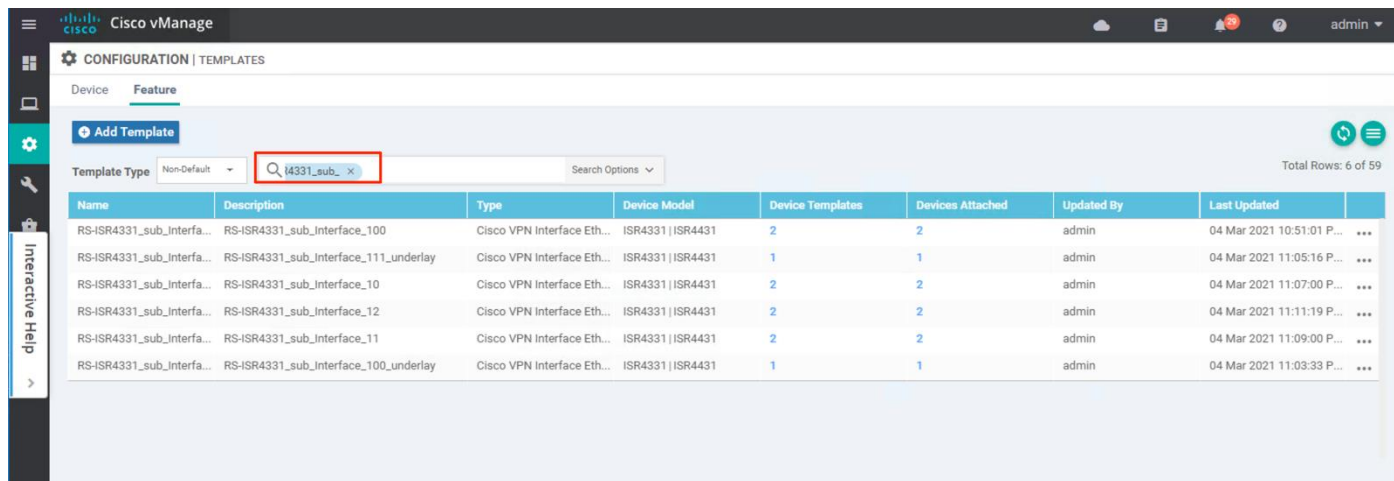 cisco Cisco vManage 29 admin
CONFIGURATION | TEMPLATES
Device Feature
Add Template
Template Type Non-Default I4331_sub_ × Search Options Total Rows: 6 of 59
Name Description Type Device Model Device Templates Devices Attached Updated By Last Updated
RS-ISR4331_sub_Interfa... RS-ISR4331_sub_Interface_100 Cisco VPN Interface Eth... ISR4331|ISR4431 2 2 admin 04 Mar 2021 10:51:01 P... •••
RS-ISR4331_sub_Interfa... RS-ISR4331_sub_Interface_111_underlay Cisco VPN Interface Eth... ISR4331|ISR4431 1 1 admin 04 Mar 2021 11:05:16 P... •••
RS-ISR4331_sub_Interfa... RS-ISR4331_sub_Interface_10 Cisco VPN Interface Eth... ISR4331|ISR4431 2 2 admin 04 Mar 2021 11:07:00 P... •••
RS-ISR4331_sub_Interfa... RS-ISR4331_sub_Interface_12 Cisco VPN Interface Eth... ISR4331|ISR4431 2 2 admin 04 Mar 2021 11:11:19 P... •••
RS-ISR4331_sub_Interfa... RS-ISR4331_sub_Interface_11 Cisco VPN Interface Eth... ISR4331|ISR4431 2 2 admin 04 Mar 2021 11:09:00 P... •••
RS-ISR4331_sub_Interfa... RS-ISR4331_sub_Interface_100_underlay Cisco VPN Interface Eth... ISR4331|ISR4431 1 1 admin 04 Mar 2021 11:03:33 P... •••
Interactive Help